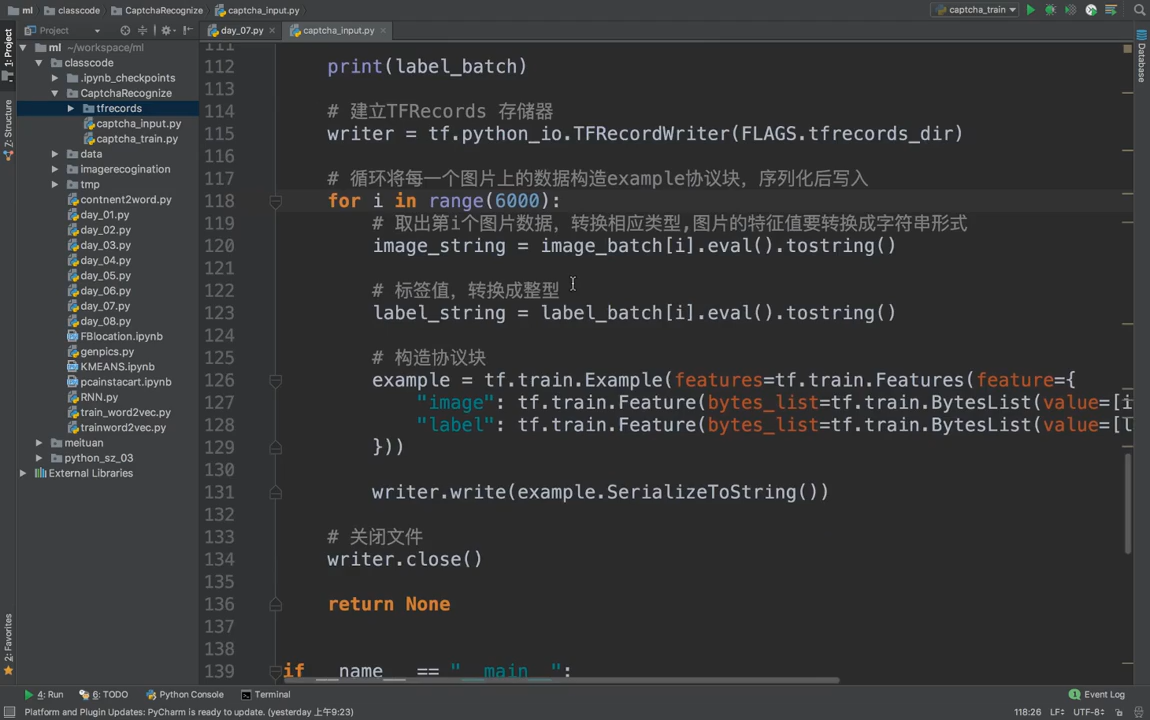 ml
classcode
CaptchaRecognize
captcha_input.py
captcha_train
Project
day_07.py
captcha_input.py
1: Project
Structure
2: Favorites
Database
ml ~/workspace/ml
classcode
.ipynb_checkpoints
CaptchaRecognize
tfrecords
captcha_input.py
captcha_train.py
data
imagerecogination
tmp
contnent2word.py
day_01.py
day_02.py
day_03.py
day_04.py
day_05.py
day_06.py
day_07.py
day_08.py
FBlocation.ipynb
genpics.py
KMEANS.ipynb
pcainstacart.ipynb
RNN.py
train_word2vec.py
trainword2vec.py
meituan
python_sz_03
External Libraries
111
112 print(label_batch)
113
114 # 建立TFRecords 存储器
115 writer = tf.python_io.TFRecordWriter(FLAGS.tfrecords_dir)
116
117 # 循环将每一个图片上的数据构造example协议块，序列化后写入
118 for i in range(6000):
119 # 取出第i个图片数据，转换相应类型,图片的特征值要转换成字符串形式
120 image_string = image_batch[i].eval().tostring()
121
122 # 标签值，转换成整型
123 label_string = label_batch[i].eval().tostring()
124
125 # 构造协议块
126 example = tf.train.Example(features=tf.train.Features(feature={
127 "image": tf.train.Feature(bytes_list=tf.train.BytesList(value=[i
128 "label": tf.train.Feature(bytes_list=tf.train.BytesList(value=[l
129 }))
130
131 writer.write(example.SerializeToString())
132
133 # 关闭文件
134 writer.close()
135
136 return None
137
138
139 if __name__ == "__main__":
4: Run
6: TODO
Python Console
Terminal
Event Log
Platform and Plugin Updates: PyCharm is ready to update. (yesterday 上午9:23)
118:26 LF÷ UTF-8÷